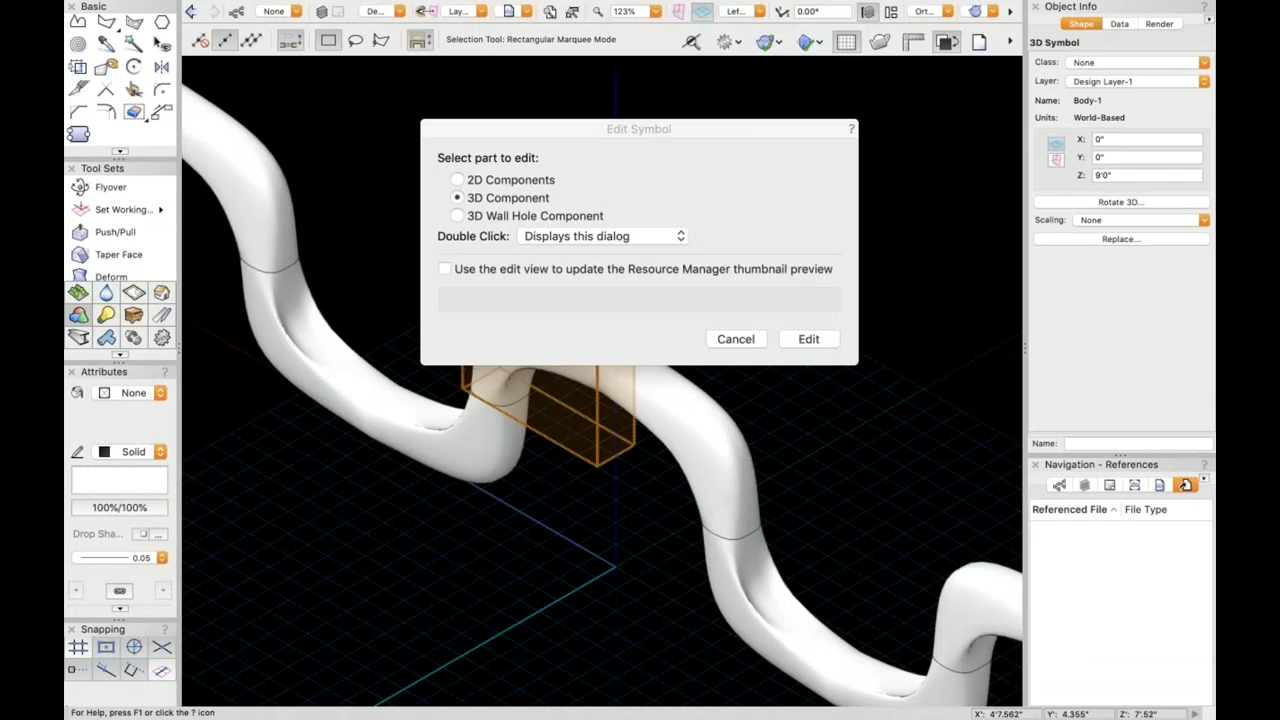 Basic
None
De...
Lay...
123%
Lef...
0.00°
Ort...
Selection Tool: Rectangular Marquee Mode
Tool Sets
Flyover
Set Working...
Push/Pull
Taper Face
Deform
Attributes
?
None
Solid
100%/100%
Drop Sha...
...
0.05
Snapping
?
For Help, press F1 or click the ? icon
Edit Symbol
?
Select part to edit:
2D Components
3D Component
3D Wall Hole Component
Double Click: Displays this dialog
Use the edit view to update the Resource Manager thumbnail preview
Cancel
Edit
Object Info
?
Shape
Data
Render
3D Symbol
Class: None
Layer: Design Layer-1
Name: Body-1
Units: World-Based
X: 0"
Y: 0"
Z: 9'0"
Rotate 3D...
Scaling: None
Replace...
Name:
Navigation - References
?
Referenced File
File Type
X': 4'7.562"
Y': 4.355"
Z': 7'.52"